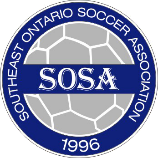 SOUTHEAST ONTARIO SOCCER ASSOCIATION
SOSA
1996